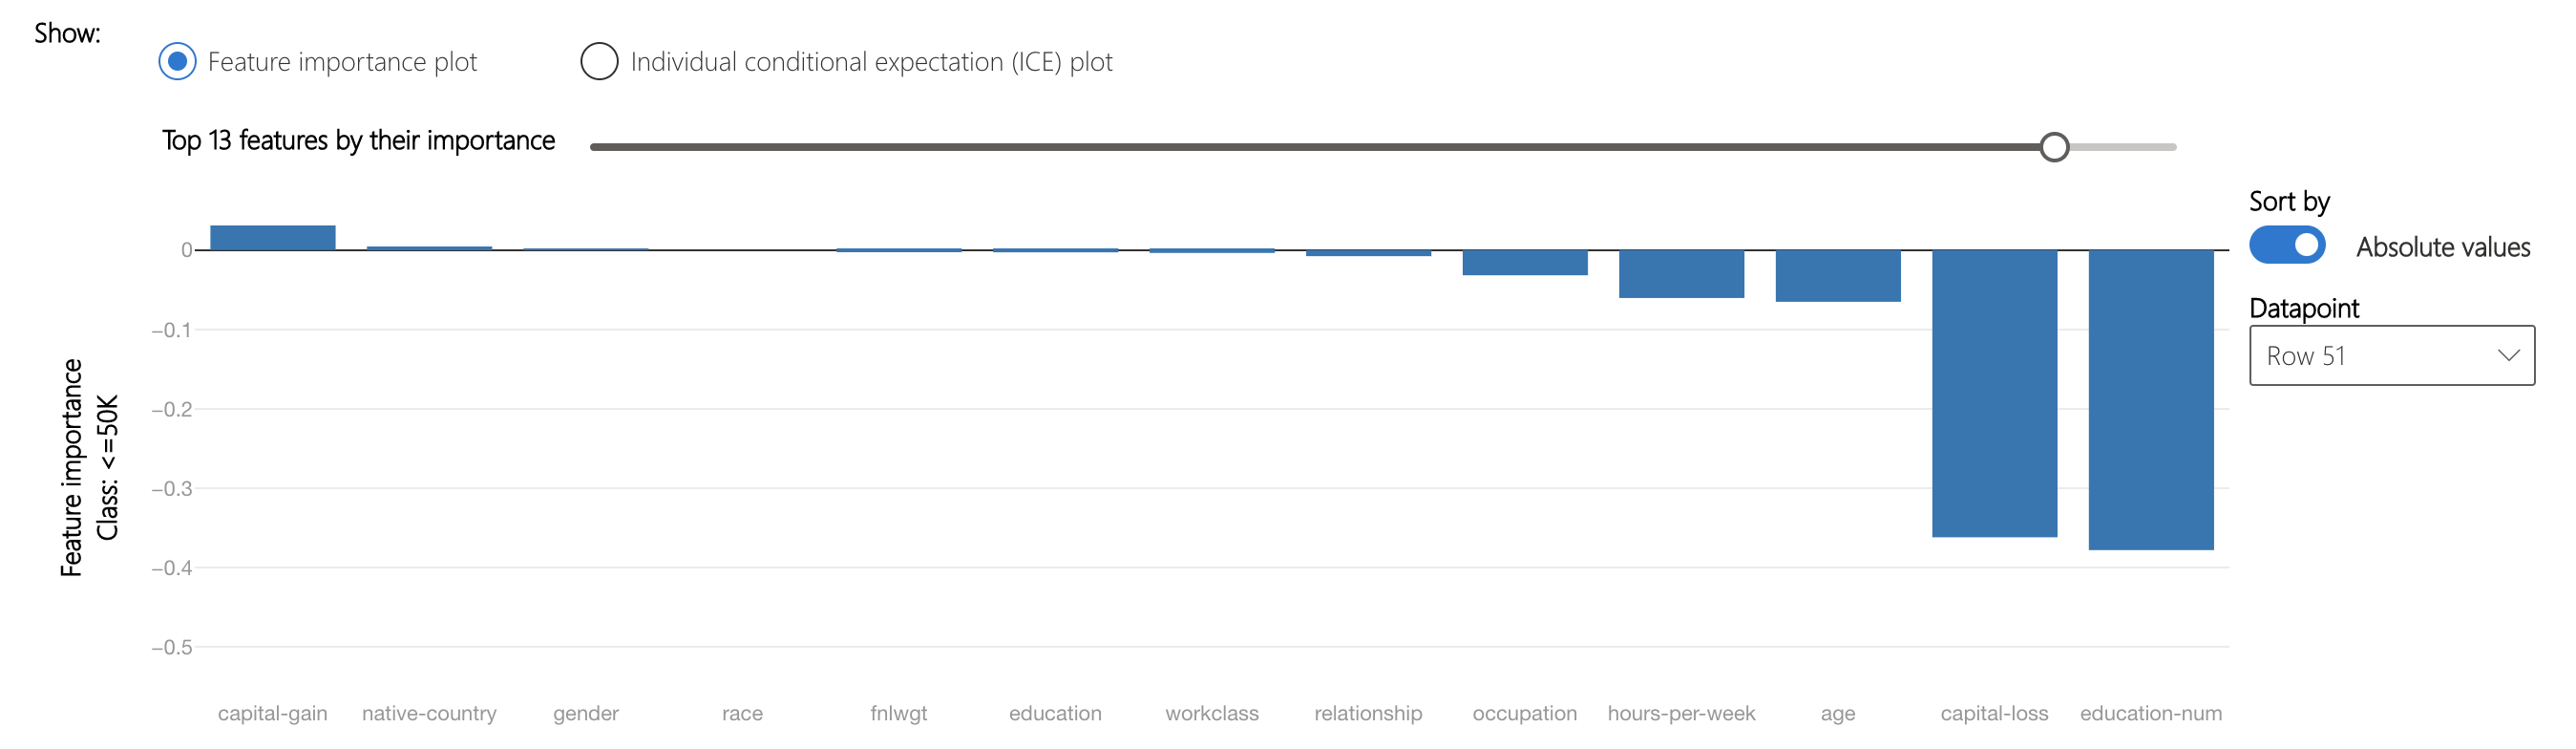 Show:
Feature importance plot
Individual conditional expectation (ICE) plot
Top 13 features by their importance
Sort by
Absolute values
Datapoint
Row 51
Feature importance
Class: <=50K
0
−0.1
−0.2
−0.3
−0.4
−0.5
capital-gain native-country gender race fnlwgt education workclass relationship occupation hours-per-week age capital-loss education-num